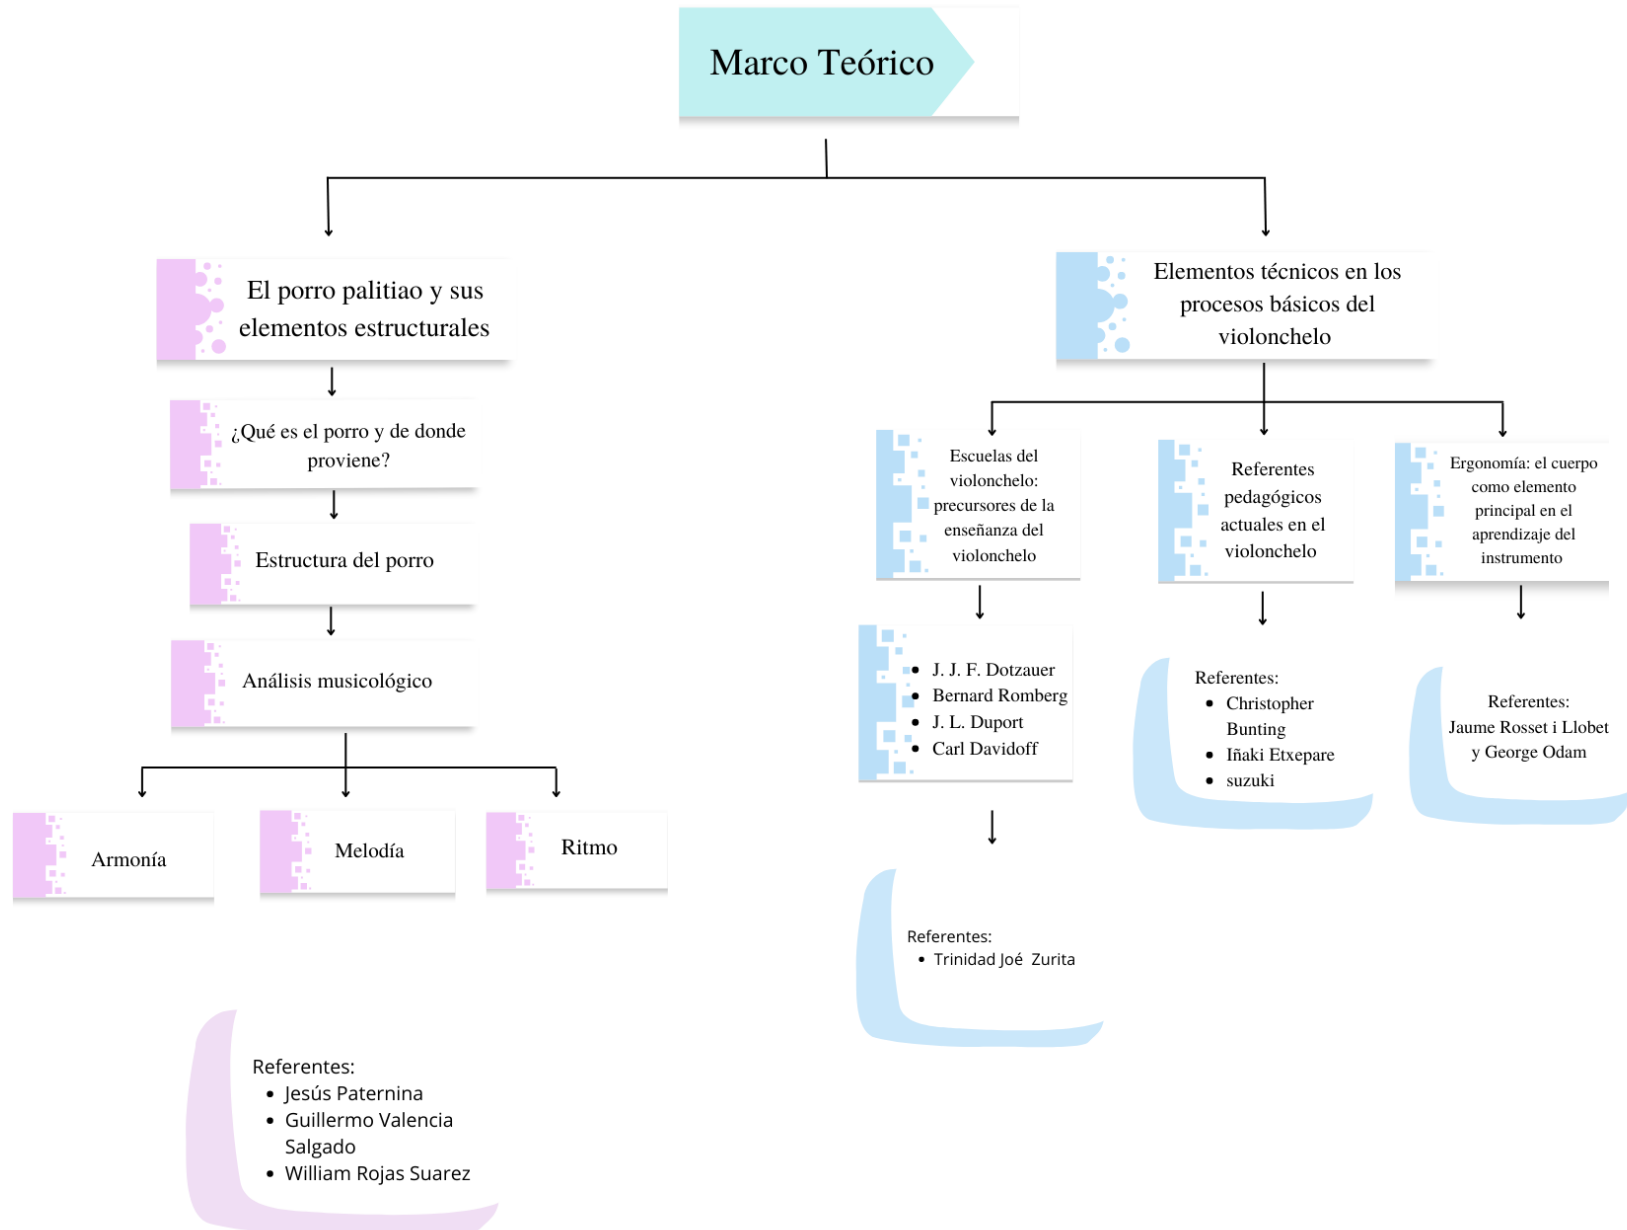 Marco Teórico
El porro palitiao y sus
elementos estructurales
¿Qué es el porro y de donde
proviene?
Estructura del porro
Análisis musicológico
Armonía
Melodía
Ritmo
Referentes:
• Jesús Paternina
• Guillermo Valencia
Salgado
• William Rojas Suarez
Elementos técnicos en los
procesos básicos del
violonchelo
Escuelas del
violonchelo:
precursores de la
enseñanza del
violonchelo
• J. J. F. Dotzauer
• Bernard Romberg
• J. L. Duport
• Carl Davidoff
Referentes:
• Trinidad Joé Zurita
Referentes
pedagógicos
actuales en el
violonchelo
Referentes:
• Christopher
Bunting
• Iñaki Etxepare
• suzuki
Ergonomía: el cuerpo
como elemento
principal en el
aprendizaje del
instrumento
Referentes:
Jaume Rosset i Llobet
y George Odam